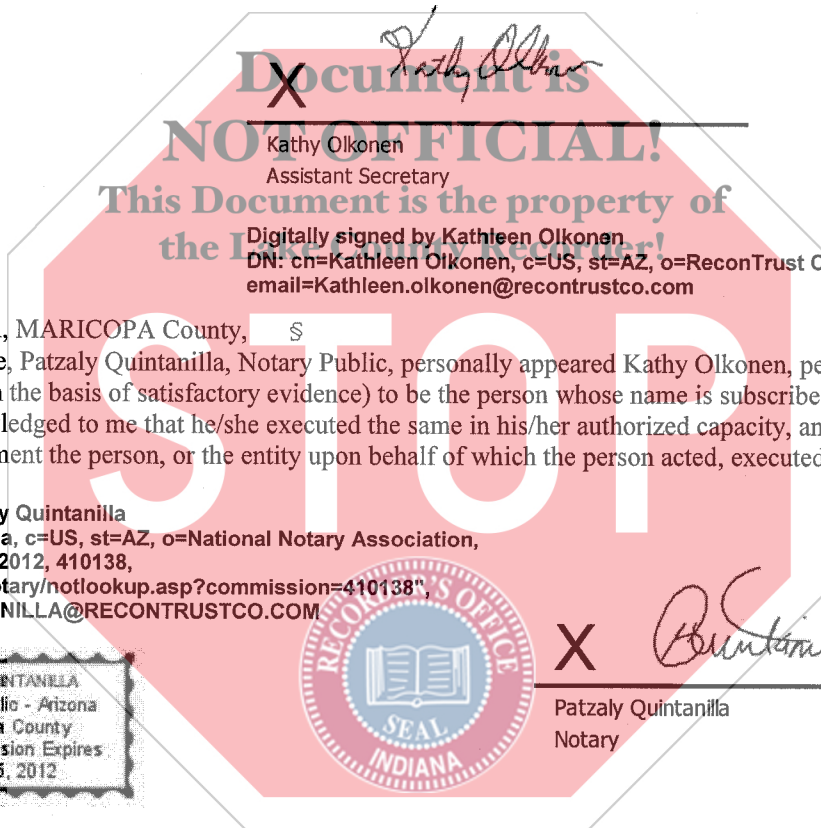 Kathy Olkonen
Document is
X
NOT OFFICIAL!
Kathy Olkonen
Assistant Secretary
This Document is the property of
the Lake County Recorder!
Digitally signed by Kathleen Olkonen
DN: cn=Kathleen Olkonen, c=US, st=AZ, o=ReconTrust C
email=Kathleen.olkonen@recontrustco.com
, MARICOPA County, §
e, Patzaly Quintanilla, Notary Public, personally appeared Kathy Olkonen, pe
n the basis of satisfactory evidence) to be the person whose name is subscribe
ledged to me that he/she executed the same in his/her authorized capacity, an
ment the person, or the entity upon behalf of which the person acted, executed
STOP
y Quintanilla
a, c=US, st=AZ, o=National Notary Association,
2012, 410138,
tary/notlookup.asp?commission=410138",
NILLA@RECONTRUSTCO.COM
RECORDER'S OFFICE
SEAL
INDIANA
NTANILLA
lic - Arizona
a County
sion Expires
5, 2012
X Quintani
Patzaly Quintanilla
Notary